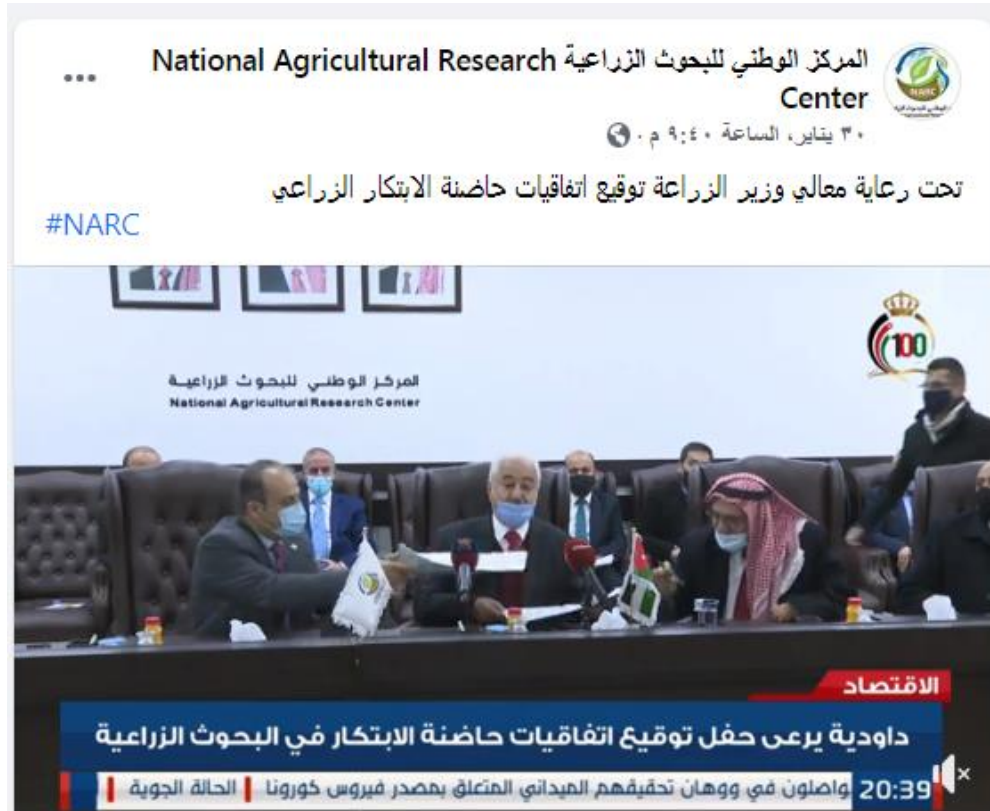 المركز الوطني للبحوث الزراعية National Agricultural Research
Center
٣٠ يناير، الساعة ٩:٤٠ م ·
تحت رعاية معالي وزير الزراعة توقيع اتفاقيات حاضنة الابتكار الزراعي
#NARC
100
المركز الوطني للبحوث الزراعية
National Agricultural Research Center
الاقتصاد
داودية يرعى حفل توقيع اتفاقيات حاضنة الابتكار في البحوث الزراعية
20:39 يواصلون في ووهان تحقيقهم الميداني المتعلق بمصدر فيروس كورونا | الحالة الجوية |